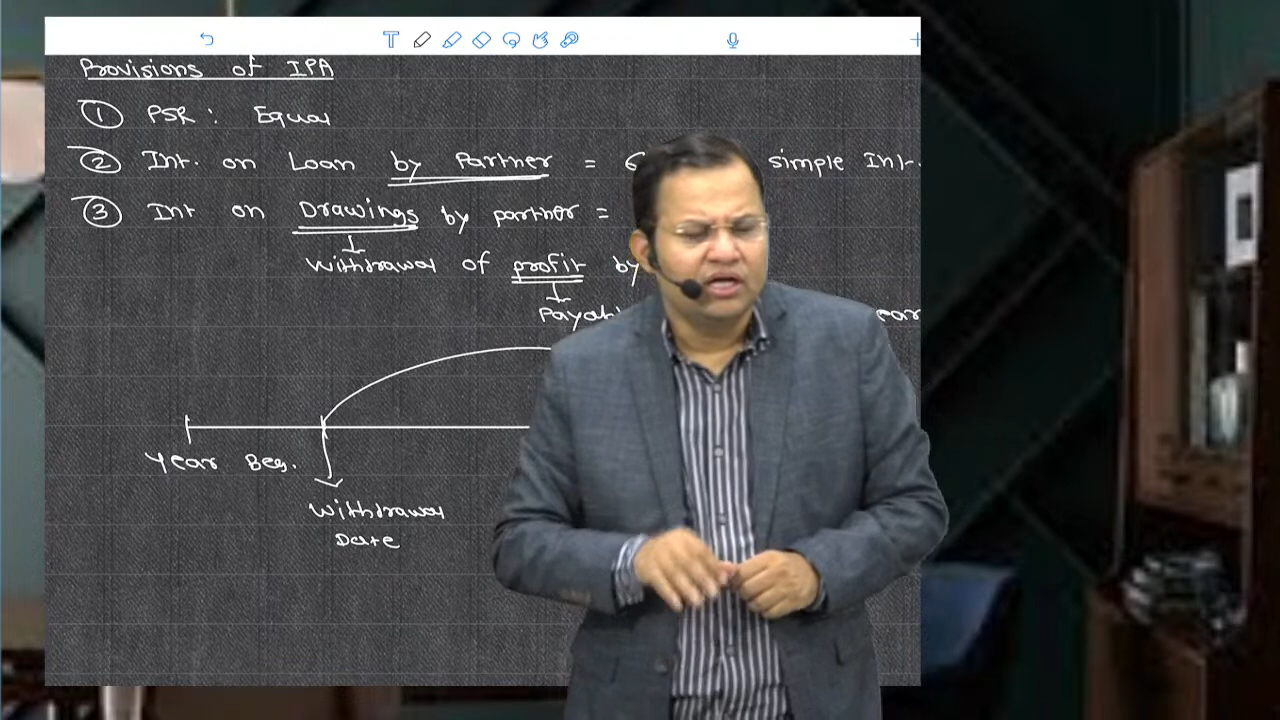 Provisions of IPA
① PSR : Equal
② Int. on Loan by Partner = 6 simple Int.
③ Int on Drawings by partner =
Withdrawal of profit by
Year Beg.
Withdrawal
Date